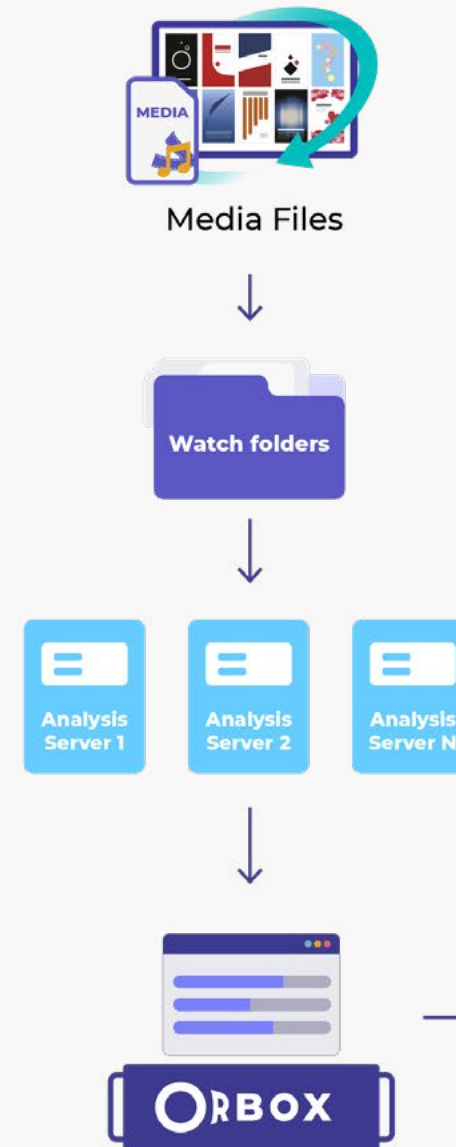 MEDIA
Media Files
Watch folders
Analysis
Server 1
Analysis
Server 2
Analysis
Server N
ORBOX